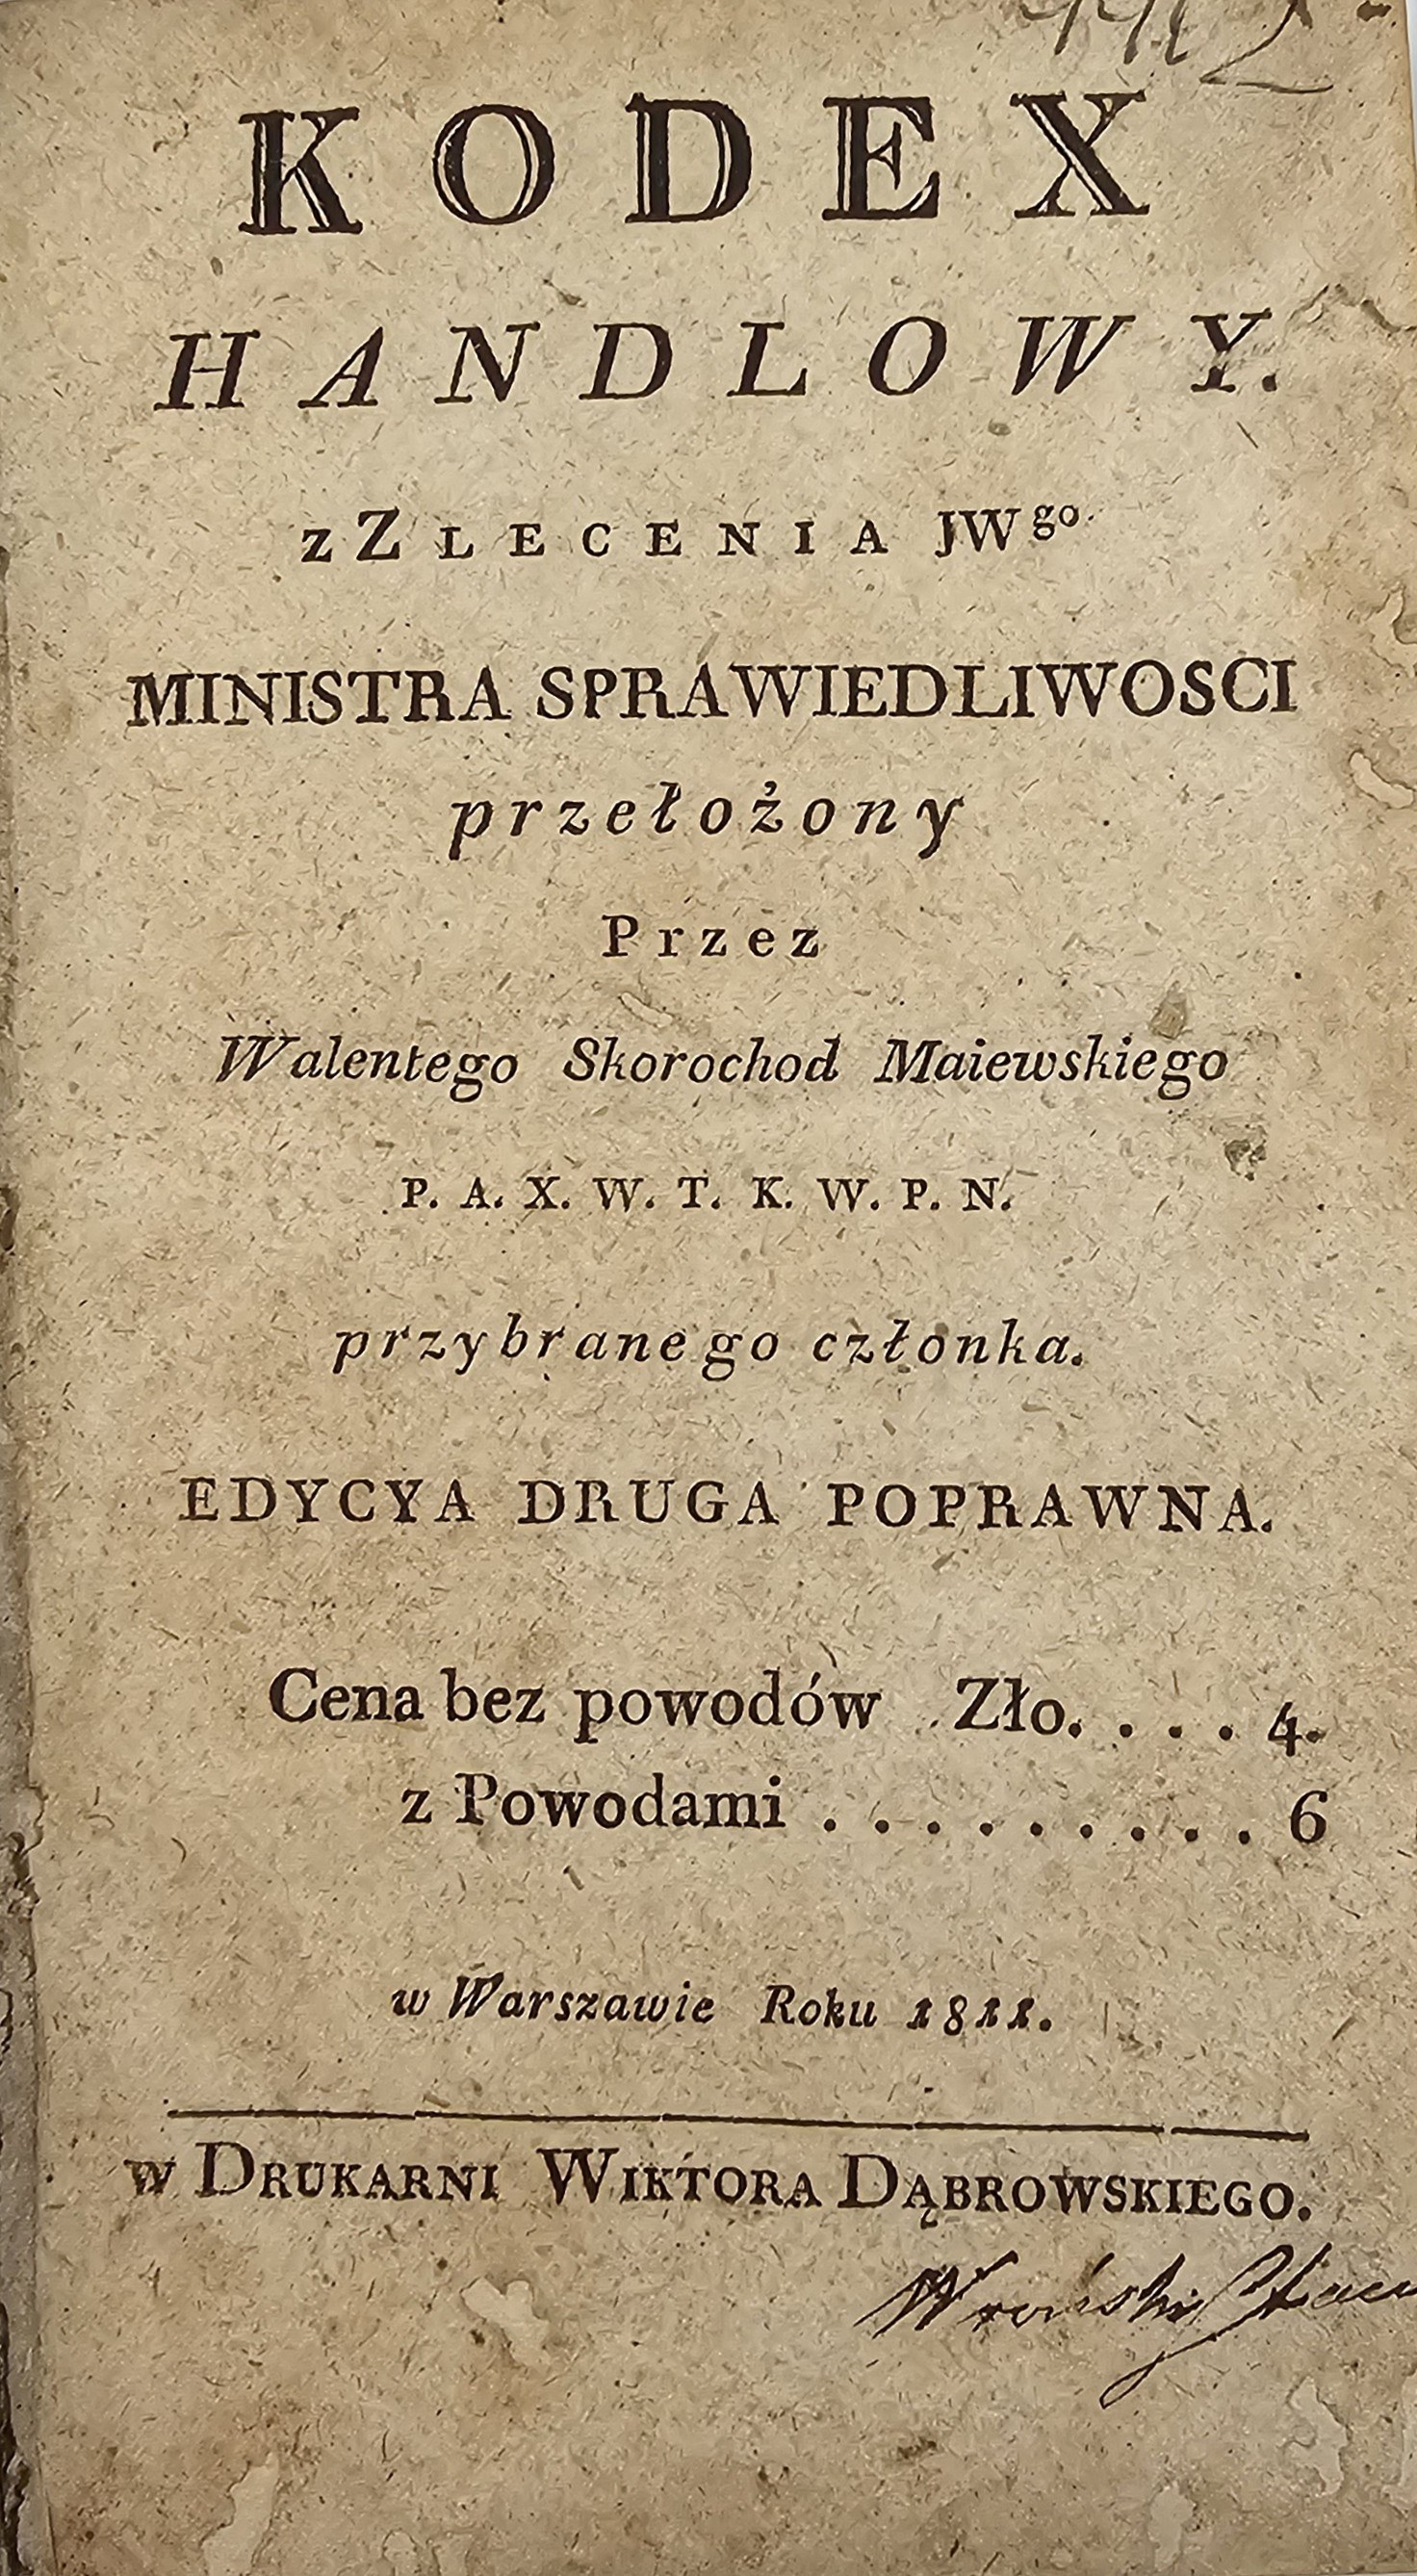 KODEX
HANDLOWY.
z ZLECENIA JWgo.
MINISTRA SPRAWIEDLIWOSCI
przełożony
Przez
Walentego Skorochod Maiewskiego
P. A. X. W. T. K. W. P. N.
przybranego członka.
EDYCYA DRUGA POPRAWNA.
Cena bez powodów Zło. . . . 4.
z Powodami . . . . . . . . . 6
w Warszawie Roku 1811.
w DRUKARNI WIKTORA DĄBROWSKIEGO.
Wroński